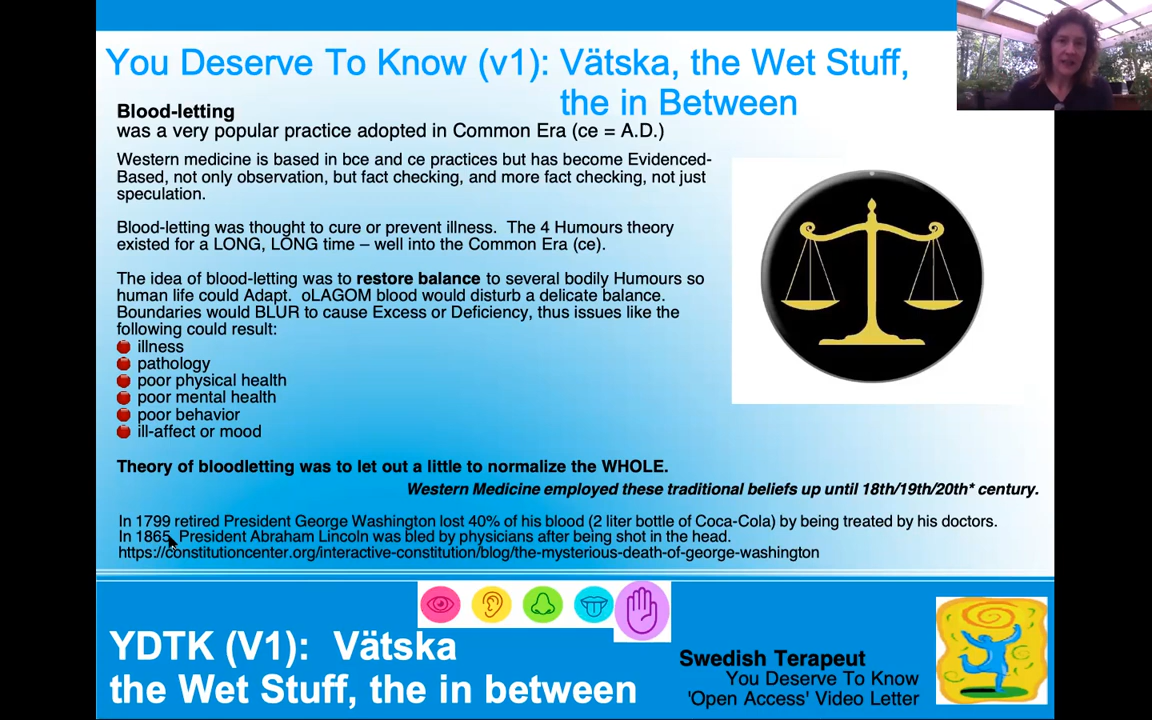 You Deserve To Know (v1): Vätska, the Wet Stuff,
the in Between
Blood-letting
was a very popular practice adopted in Common Era (ce = A.D.)
Western medicine is based in bce and ce practices but has become Evidenced-
Based, not only observation, but fact checking, and more fact checking, not just
speculation.
Blood-letting was thought to cure or prevent illness.  The 4 Humours theory
existed for a LONG, LONG time – well into the Common Era (ce).
The idea of blood-letting was to restore balance to several bodily Humours so
human life could Adapt.  oLAGOM blood would disturb a delicate balance.
Boundaries would BLUR to cause Excess or Deficiency, thus issues like the
following could result:
illness
pathology
poor physical health
poor mental health
poor behavior
ill-affect or mood
Theory of bloodletting was to let out a little to normalize the WHOLE.
Western Medicine employed these traditional beliefs up until 18th/19th/20th* century.
In 1799 retired President George Washington lost 40% of his blood (2 liter bottle of Coca-Cola) by being treated by his doctors.
In 1865, President Abraham Lincoln was bled by physicians after being shot in the head.
https://constitutioncenter.org/interactive-constitution/blog/the-mysterious-death-of-george-washington
YDTK (V1):  Vätska
the Wet Stuff, the in between
Swedish Terapeut
You Deserve To Know
'Open Access' Video Letter